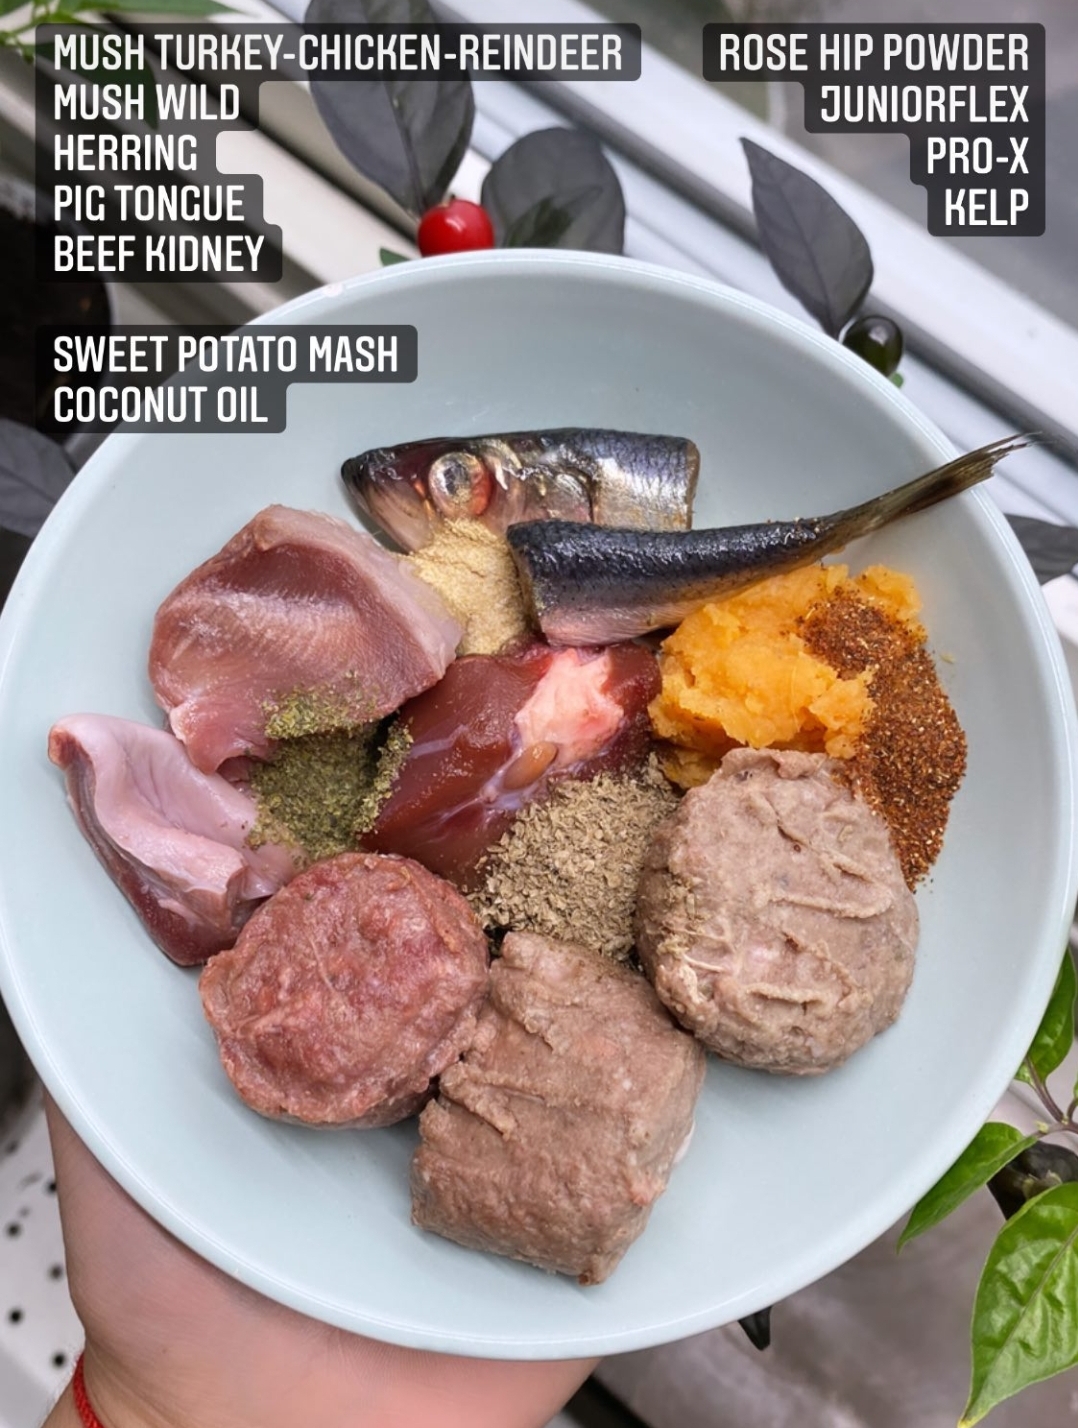 MUSH TURKEY-CHICKEN-REINDEER
MUSH WILD
HERRING
PIG TONGUE
BEEF KIDNEY
SWEET POTATO MASH
COCONUT OIL
ROSE HIP POWDER
JUNIORFLEX
PRO-X
KELP